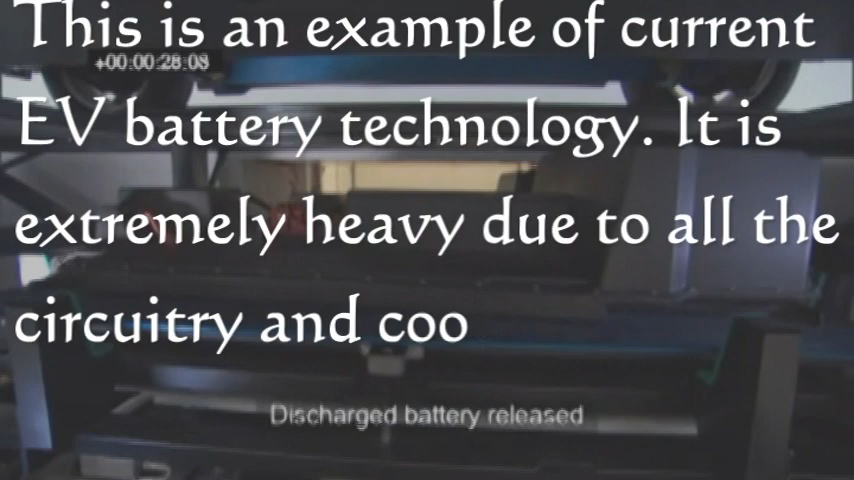 This is an example of current
+00:00:28:08
EV battery technology. It is
extremely heavy due to all the
circuitry and coo
Discharged battery released